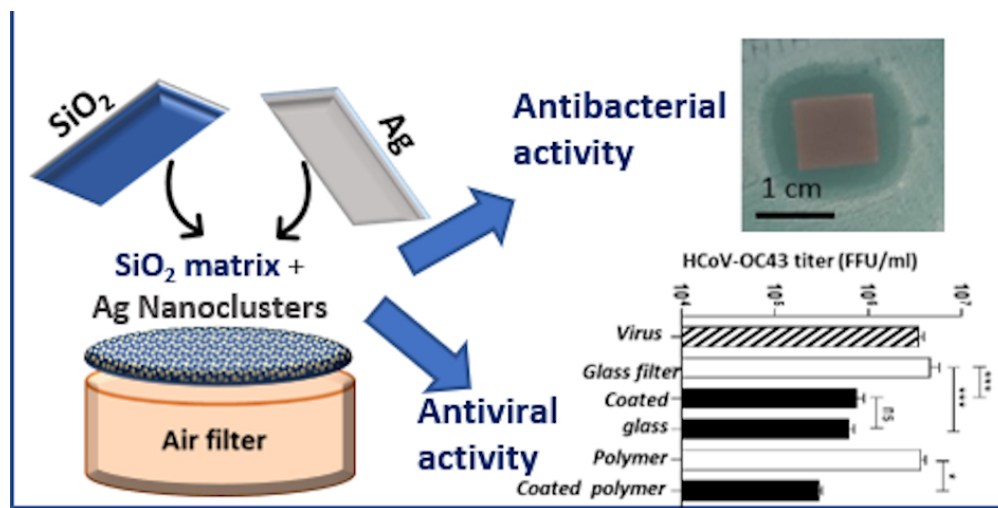 SiO₂
Ag
SiO₂ matrix +
Ag Nanoclusters
Air filter
Antibacterial
activity
1 cm
Antiviral
activity
HCoV-OC43 titer (FFU/ml)
10⁴ 10⁵ 10⁶ 10⁷
Virus
Glass filter
Coated
glass
Polymer
Coated polymer
ns
***
***
*